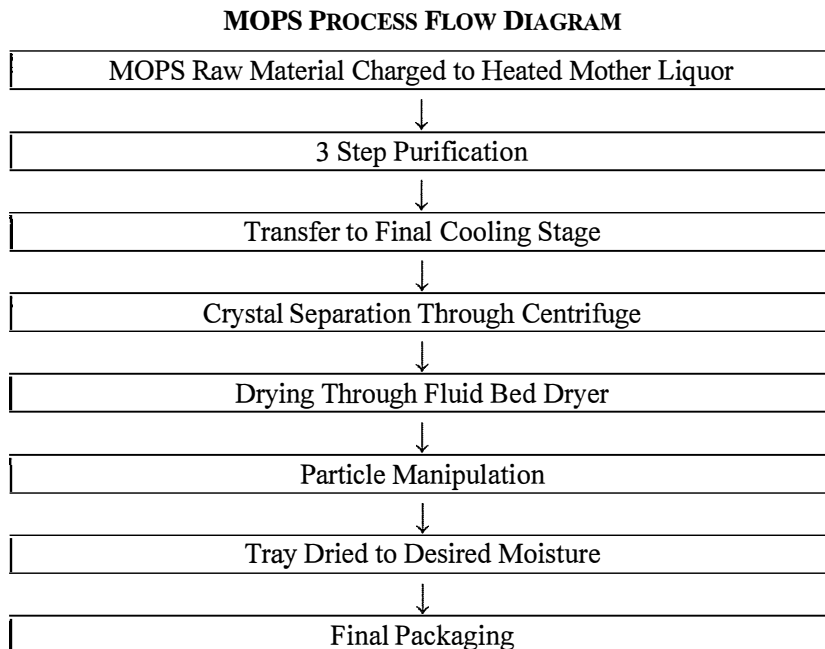 MOPS PROCESS FLOW DIAGRAM
MOPS Raw Material Charged to Heated Mother Liquor
↓
3 Step Purification
↓
Transfer to Final Cooling Stage
↓
Crystal Separation Through Centrifuge
↓
Drying Through Fluid Bed Dryer
↓
Particle Manipulation
↓
Tray Dried to Desired Moisture
↓
Final Packaging